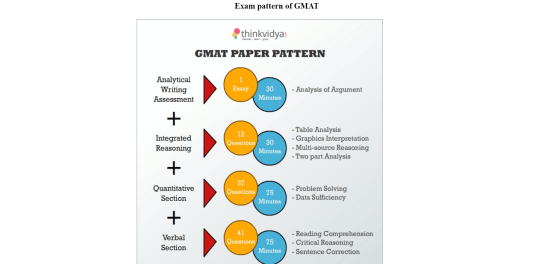 Exam pattern of GMAT
thinkvidya
GMAT PAPER PATTERN
Analytical
Writing
Assessment
1
Essay
30
Minutes
- Analysis of Argument
+
Integrated
Reasoning
12
Questions
30
Minutes
- Table Analysis
- Graphics Interpretation
- Multi-source Reasoning
- Two part Analysis
+
Quantitative
Section
37
Questions
75
Minutes
- Problem Solving
- Data Sufficiency
+
Verbal
Section
41
Questions
75
Minutes
- Reading Comprehension
- Critical Reasoning
- Sentence Correction